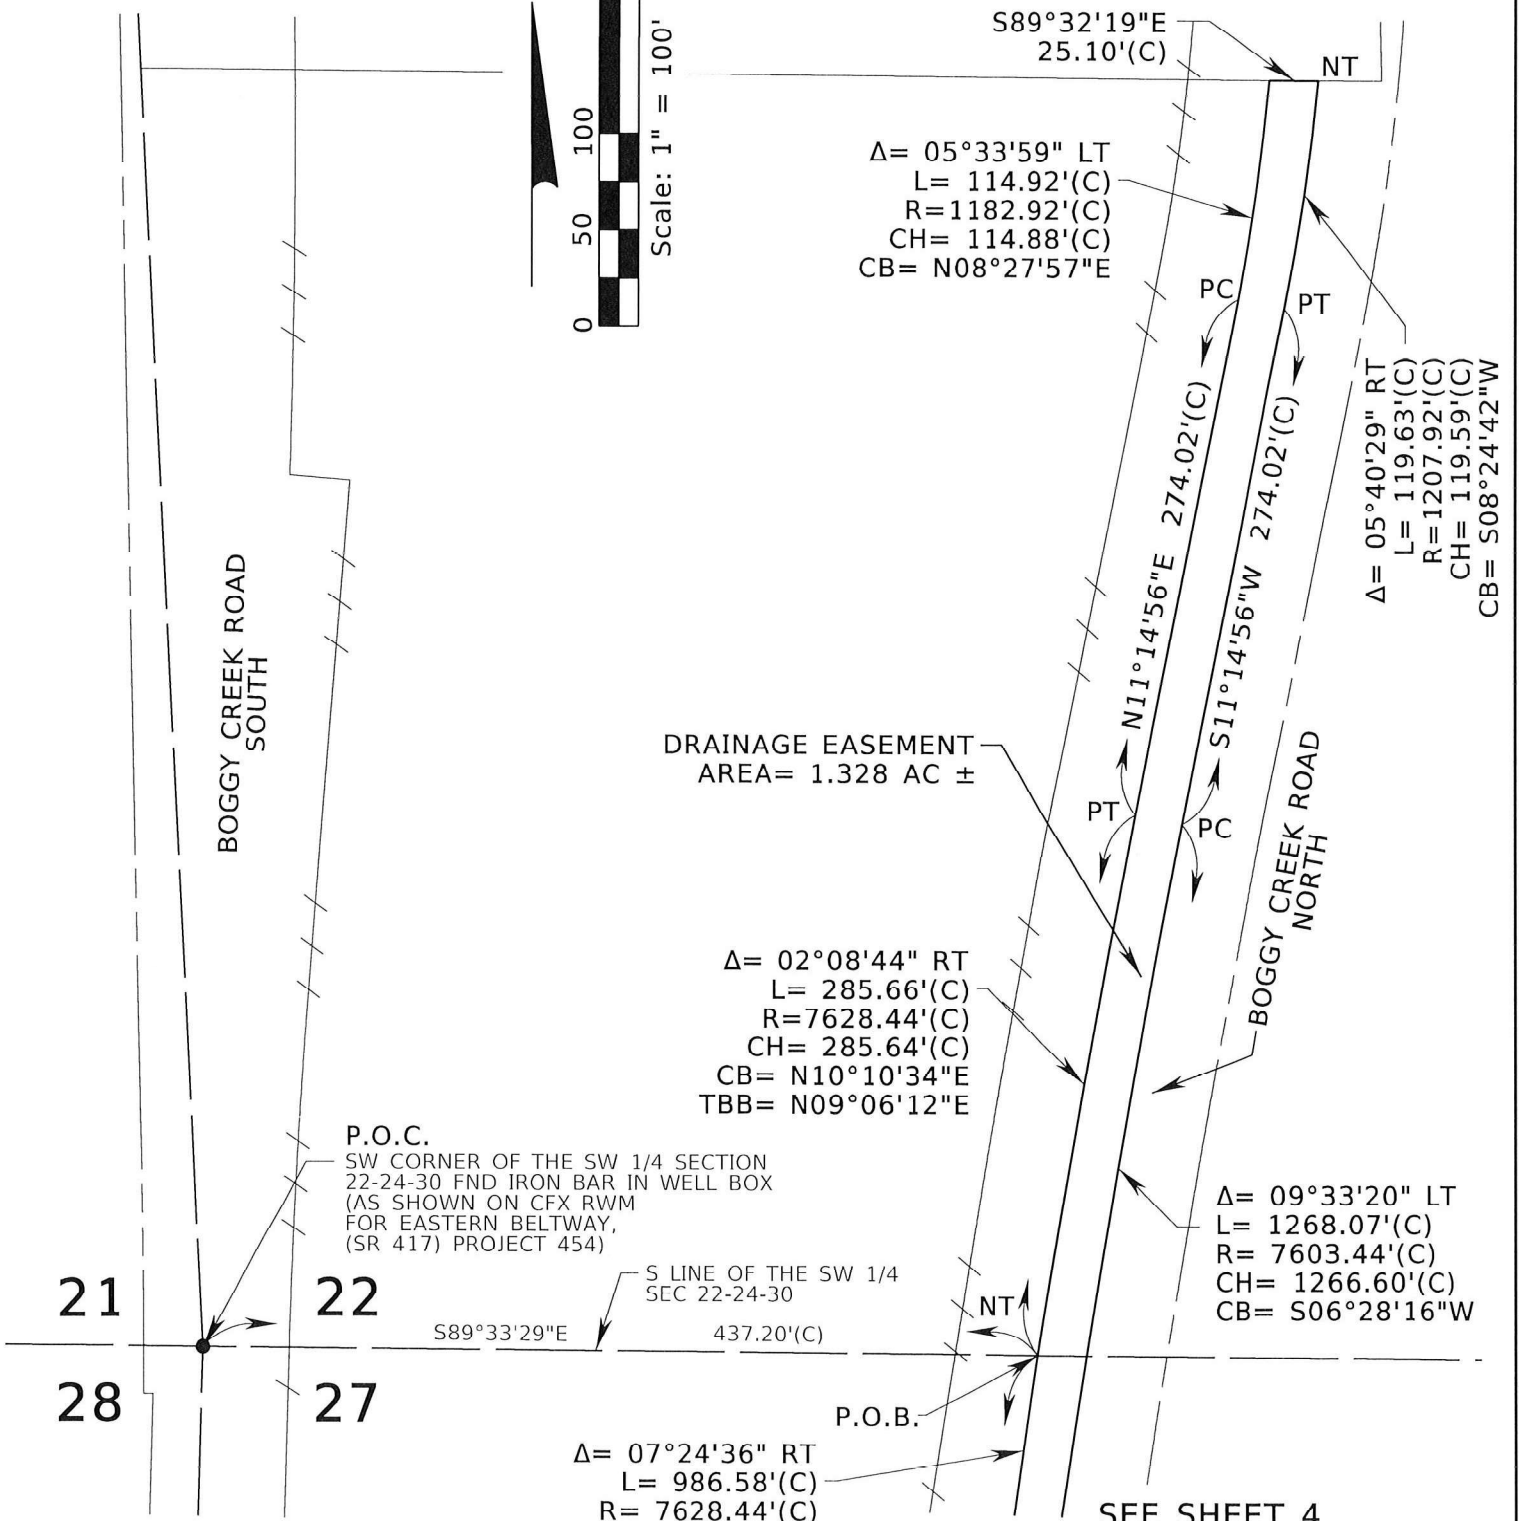 S89°32'19"E
25.10'(C)
NT
0 50 100
Scale: 1" = 100'
Δ= 05°33'59" LT
L= 114.92'(C)
R=1182.92'(C)
CH= 114.88'(C)
CB= N08°27'57"E
PC
PT
Δ= 05°40'29" RT
L= 119.63'(C)
R=1207.92'(C)
CH= 119.59'(C)
CB= S08°24'42"W
N11°14'56"E 274.02'(C)
S11°14'56"W 274.02'(C)
BOGGY CREEK ROAD
SOUTH
DRAINAGE EASEMENT
AREA= 1.328 AC ±
PT
PC
BOGGY CREEK ROAD
NORTH
Δ= 02°08'44" RT
L= 285.66'(C)
R=7628.44'(C)
CH= 285.64'(C)
CB= N10°10'34"E
TBB= N09°06'12"E
P.O.C.
SW CORNER OF THE SW 1/4 SECTION
22-24-30 FND IRON BAR IN WELL BOX
(AS SHOWN ON CFX RWM
FOR EASTERN BELTWAY,
(SR 417) PROJECT 454)
Δ= 09°33'20" LT
L= 1268.07'(C)
R= 7603.44'(C)
CH= 1266.60'(C)
CB= S06°28'16"W
21 22
S LINE OF THE SW 1/4
SEC 22-24-30
NT
S89°33'29"E 437.20'(C)
28 27
P.O.B.
Δ= 07°24'36" RT
L= 986.58'(C)
R= 7628.44'(C)
SEE SHEET 4